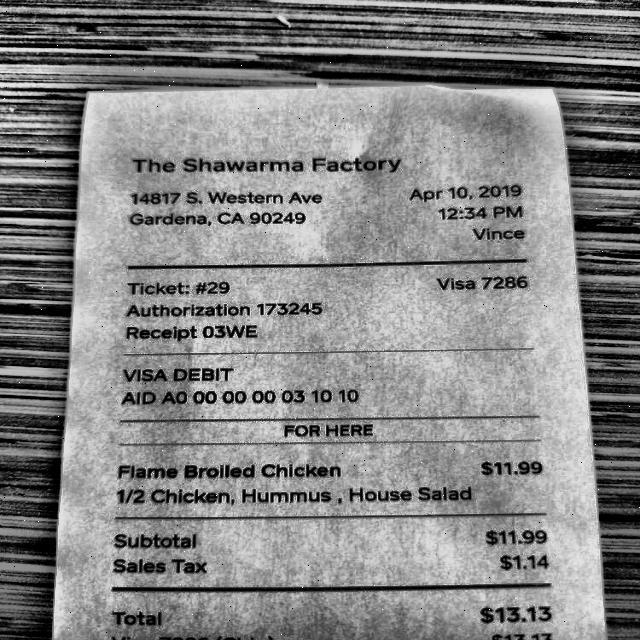 The Shawarma Factory
14817 S. Western Ave Apr 10, 2019
Gardena, CA 90249 12:34 PM
Vince
Ticket: #29 Visa 7286
Authorization 173245
Receipt 03WE
VISA DEBIT
AID A0 00 00 00 03 10 10
FOR HERE
Flame Broiled Chicken $11.99
1/2 Chicken, Hummus , House Salad
Subtotal $11.99
Sales Tax $1.14
Total $13.13